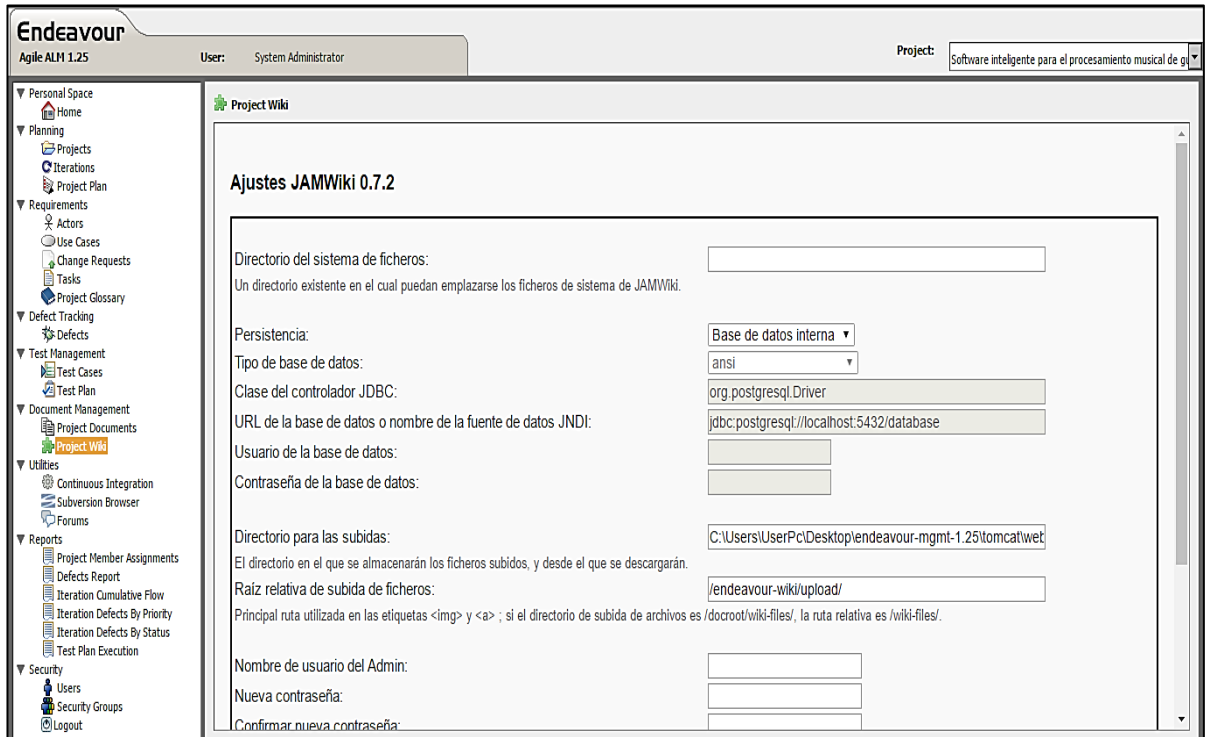 Endeavour
Agile ALM 1.25 User: System Administrator
Project: Software inteligente para el procesamiento musical de
Personal Space
Home
Planning
Projects
Iterations
Project Plan
Requirements
Actors
Use Cases
Change Requests
Tasks
Project Glossary
Defect Tracking
Defects
Test Management
Test Cases
Test Plan
Document Management
Project Documents
Project Wiki
Utilities
Continuous Integration
Subversion Browser
Forums
Reports
Project Member Assignments
Defects Report
Iteration Cumulative Flow
Iteration Defects By Priority
Iteration Defects By Status
Test Plan Execution
Security
Users
Security Groups
Logout
Project Wiki
Ajustes JAMWiki 0.7.2
Directorio del sistema de ficheros:
Un directorio existente en el cual puedan emplazarse los ficheros de sistema de JAMWiki.
Persistencia: Base de datos interna
Tipo de base de datos: ansi
Clase del controlador JDBC: org.postgresql.Driver
URL de la base de datos o nombre de la fuente de datos JNDI: jdbc:postgresql://localhost:5432/database
Usuario de la base de datos:
Contraseña de la base de datos:
Directorio para las subidas: C:\Users\UserPc\Desktop\endeavour-mgmt-1.25\tomcat\wet
El directorio en el que se almacenarán los ficheros subidos, y desde el que se descargarán.
Raíz relativa de subida de ficheros: /endeavour-wiki/upload/
Principal ruta utilizada en las etiquetas <img> y <a> ; si el directorio de subida de archivos es /docroot/wiki-files/, la ruta relativa es /wiki-files/.
Nombre de usuario del Admin:
Nueva contraseña:
Confirmar nueva contraseña: